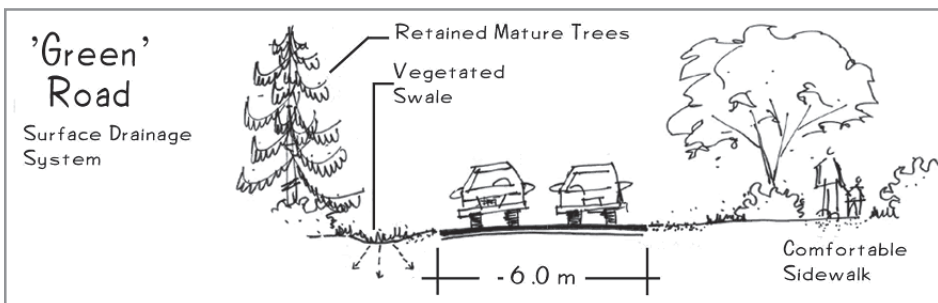 'Green'
Road
Surface Drainage
System
Retained Mature Trees
Vegetated
Swale
-6.0 m
Comfortable
Sidewalk